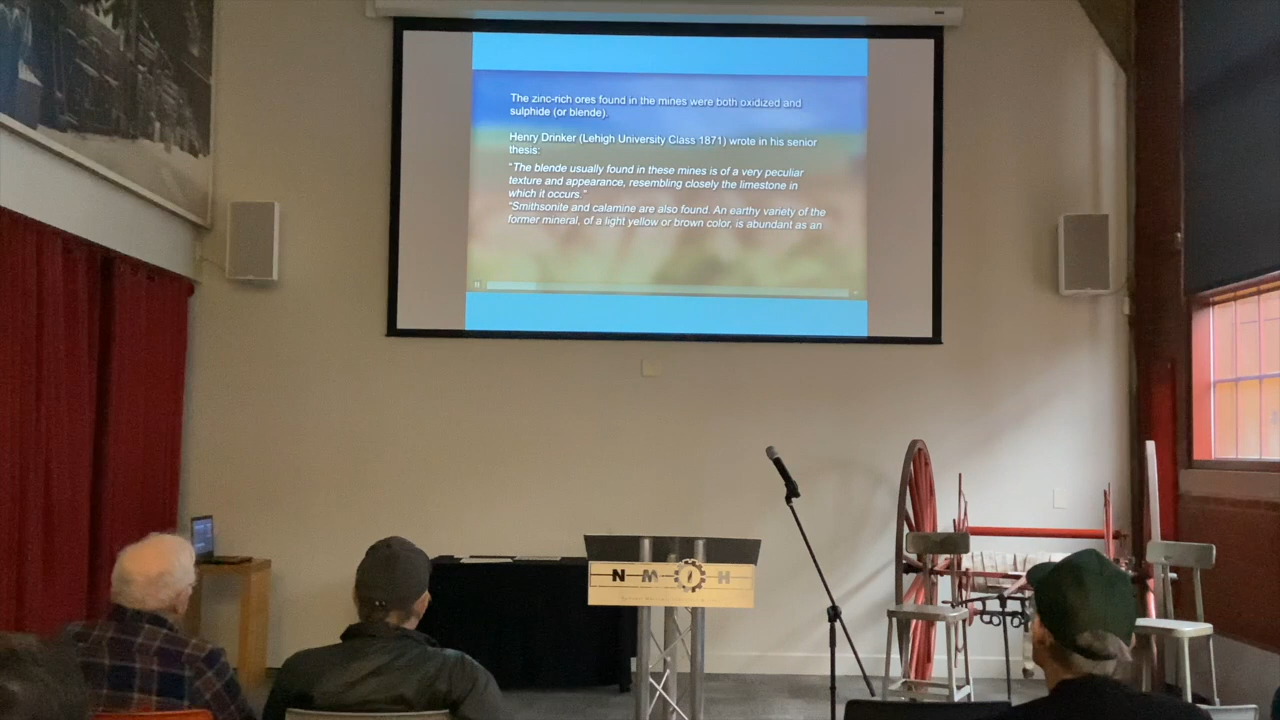 The zinc-rich ores found in the mines were both oxidized and
sulphide (or blende).
Henry Drinker (Lehigh University Class 1871) wrote in his senior
thesis:
"The blende usually found in these mines is of a very peculiar
texture and appearance, resembling closely the limestone in
which it occurs."
"Smithsonite and calamine are also found. An earthy variety of the
former mineral, of a light yellow or brown color, is abundant as an
NMIH